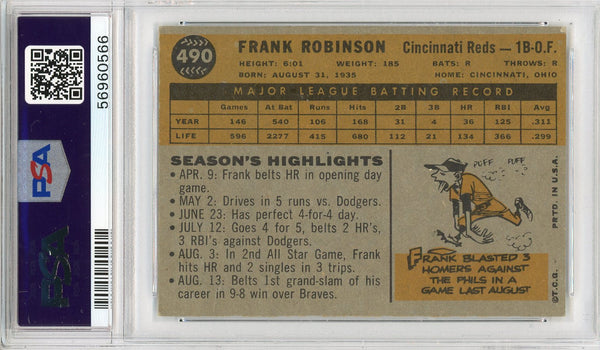 PSA
PSA
56960566
490
FRANK ROBINSON Cincinnati Reds — 1B-O.F.
HEIGHT: 6:01 WEIGHT: 185 BATS: R THROWS: R
BORN: AUGUST 31, 1935 HOME: CINCINNATI, OHIO
MAJOR LEAGUE BATTING RECORD
Games At Bat Runs Hits 2B 3B HR RBI Avg.
YEAR 146 540 106 168 31 4 36 125 .311
LIFE 596 2277 415 680 112 21 134 366 .299
SEASON'S HIGHLIGHTS
• APR. 9: Frank belts HR in opening day
game.
• MAY 2: Drives in 5 runs vs. Dodgers.
• JUNE 23: Has perfect 4-for-4 day.
• JULY 12: Goes 4 for 5, belts 2 HR's,
3 RBI's against Dodgers.
• AUG. 3: In 2nd All Star Game, Frank
hits HR and 2 singles in 3 trips.
• AUG. 13: Belts 1st grand-slam of his
career in 9-8 win over Braves.
PUFF PUFF
FRANK BLASTED 3
HOMERS AGAINST
THE PHILS IN A
GAME LAST AUGUST
©T.C.G. PRTD. IN U.S.A.